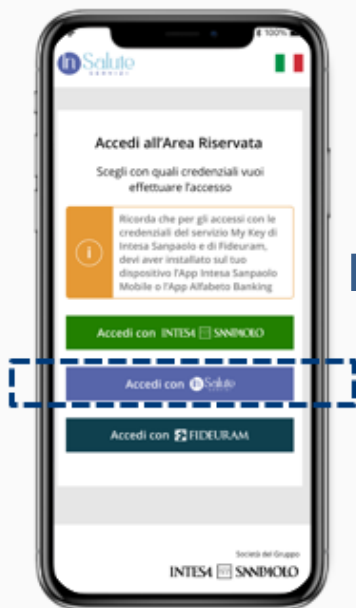 100%
InSalute
SERVIZI
Accedi all'Area Riservata
Scegli con quali credenziali vuoi
effettuare l'accesso
Ricorda che per gli accessi con le
credenziali del servizio My Key di
Intesa Sanpaolo e di Fideuram,
devi aver installato sul tuo
dispositivo l'App Intesa Sanpaolo
Mobile o l'App Alfabeto Banking
Accedi con INTESA SANPAOLO
Accedi con InSalute
Accedi con FIDEURAM
Società del Gruppo
INTESA SANPAOLO